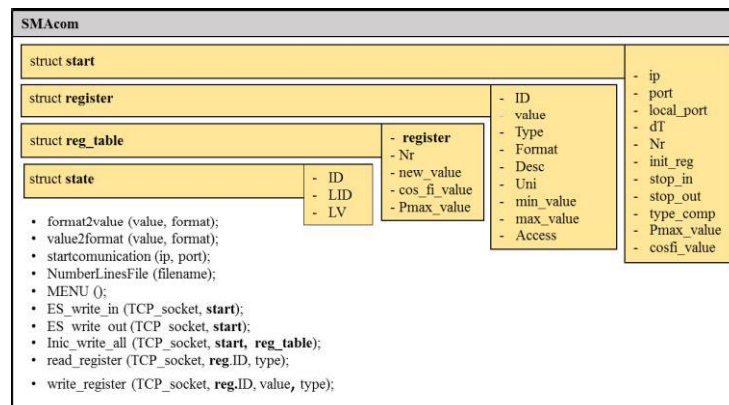 SMAcom
struct start
- ip
- port
- local_port
- dT
- Nr
- init_reg
- stop_in
- stop_out
- type_comp
- Pmax_value
- cosfi_value
struct register
- ID
- value
- Type
- Format
- Desc
- Uni
- min_value
- max_value
- Access
struct reg_table
- register
- Nr
- new_value
- cos_fi_value
- Pmax_value
struct state
- ID
- LID
- LV
• format2value (value, format);
• value2format (value, format);
• startcomunication (ip, port);
• NumberLinesFile (filename);
• MENU ();
• ES_write_in (TCP_socket, start);
• ES_write_out (TCP_socket, start);
• Inic_write_all (TCP_socket, start, reg_table);
• read_register (TCP_socket, reg.ID, type);
• write_register (TCP_socket, reg.ID, value, type);